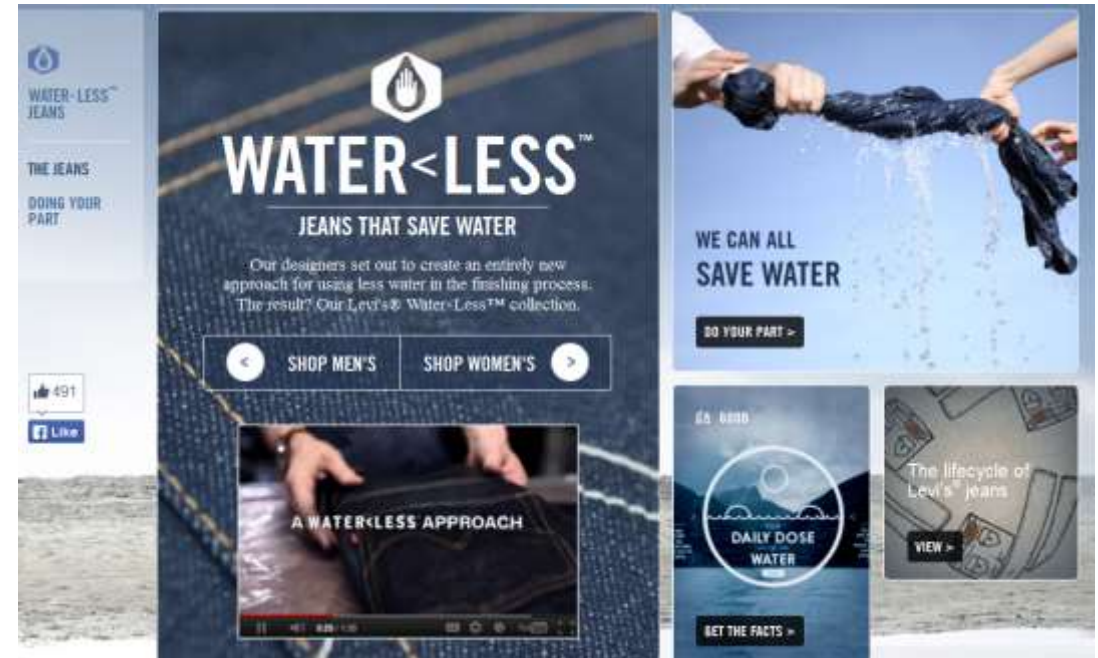 WATER<LESS™
JEANS
THE JEANS
DOING YOUR
PART
491
Like
WATER<LESS™
JEANS THAT SAVE WATER
Our designers set out to create an entirely new
approach for using less water in the finishing process.
The result? Our Levi's® Water<Less™ collection.
< SHOP MEN'S
SHOP WOMEN'S >
A WATER<LESS APPROACH
WE CAN ALL
SAVE WATER
DO YOUR PART >
GOOD
DAILY DOSE
WATER
GET THE FACTS >
The lifecycle of
Levi's® jeans
VIEW >